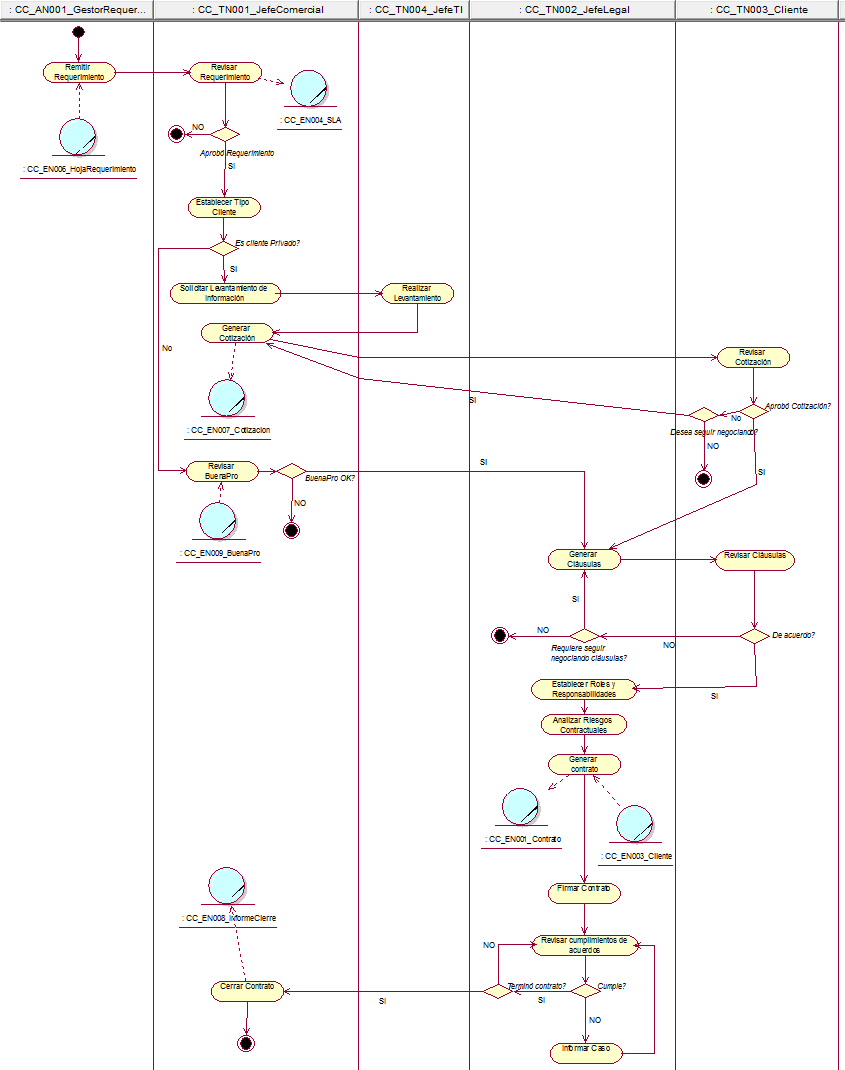 : CC_AN001_GestorRequer...
: CC_TN001_JefeComercial
: CC_TN004_JefeTI
: CC_TN002_JefeLegal
: CC_TN003_Cliente
Remitir
Requerimiento
Revisar
Requerimiento
: CC_EN004_SLA
: CC_EN006_HojaRequerimiento
NO
Aprobó Requerimiento
SI
Establecer Tipo
Cliente
Es cliente Privado?
SI
Solicitar Levantamiento de
Información
Realizar
Levantamiento
Generar
Cotización
No
Revisar
Cotización
SI
Aprobó Cotización?
No
Desea seguir negociando?
NO
: CC_EN007_Cotizacion
Revisar
BuenaPro
BuenaPro OK?
SI
SI
NO
: CC_EN009_BuenaPro
Generar
Cláusulas
Revisar Cláusulas
SI
NO
De acuerdo?
NO
Requiere seguir
negociando cláusulas?
Establecer Roles y
Responsabilidades
SI
Analizar Riesgos
Contractuales
Generar
contrato
: CC_EN001_Contrato
: CC_EN003_Cliente
Firmar Contrato
: CC_EN008_InformeCierre
Revisar cumplimientos de
acuerdos
NO
Cerrar Contrato
Terminó contrato?
Cumple?
SI
SI
NO
Informar Caso